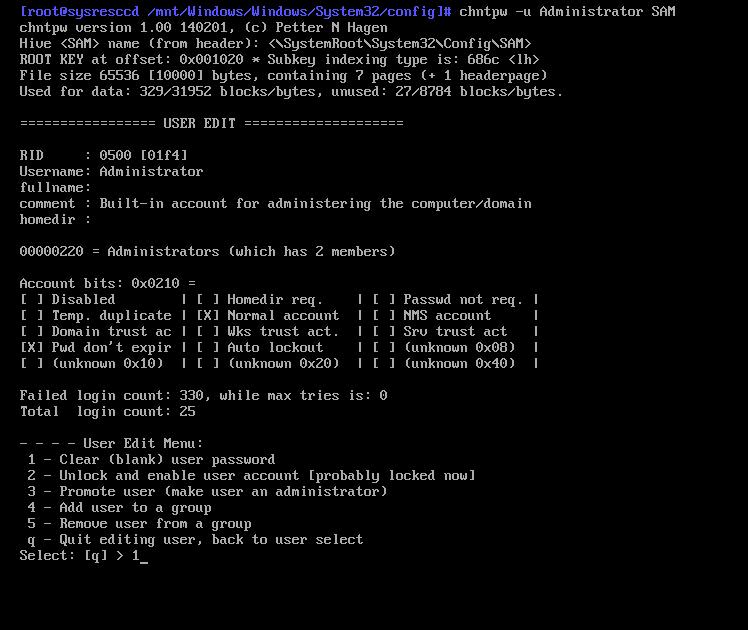 [root@sysresccd /mnt/Windows/Windows/System32/config]# chntpw -u Administrator SAM
chntpw version 1.00 140201, (c) Petter N Hagen
Hive <SAM> name (from header): <\SystemRoot\System32\Config\SAM>
ROOT KEY at offset: 0x001020 * Subkey indexing type is: 686c <lh>
File size 65536 [10000] bytes, containing 7 pages (+ 1 headerpage)
Used for data: 329/31952 blocks/bytes, unused: 27/8784 blocks/bytes.
================= USER EDIT ====================
RID     : 0500 [01f4]
Username: Administrator
fullname:
comment : Built-in account for administering the computer/domain
homedir :
00000220 = Administrators (which has 2 members)
Account bits: 0x0210 =
[ ] Disabled        | [ ] Homedir req.    | [ ] Passwd not req. |
[ ] Temp. duplicate | [X] Normal account  | [ ] NMS account     |
[ ] Domain trust ac | [ ] Wks trust act.  | [ ] Srv trust act   |
[X] Pwd don't expir | [ ] Auto lockout    | [ ] (unknown 0x08)  |
[ ] (unknown 0x10)  | [ ] (unknown 0x20)  | [ ] (unknown 0x40)  |
Failed login count: 330, while max tries is: 0
Total  login count: 25
- - - - User Edit Menu:
 1 - Clear (blank) user password
 2 - Unlock and enable user account [probably locked now]
 3 - Promote user (make user an administrator)
 4 - Add user to a group
 5 - Remove user from a group
 q - Quit editing user, back to user select
Select: [q] > 1_